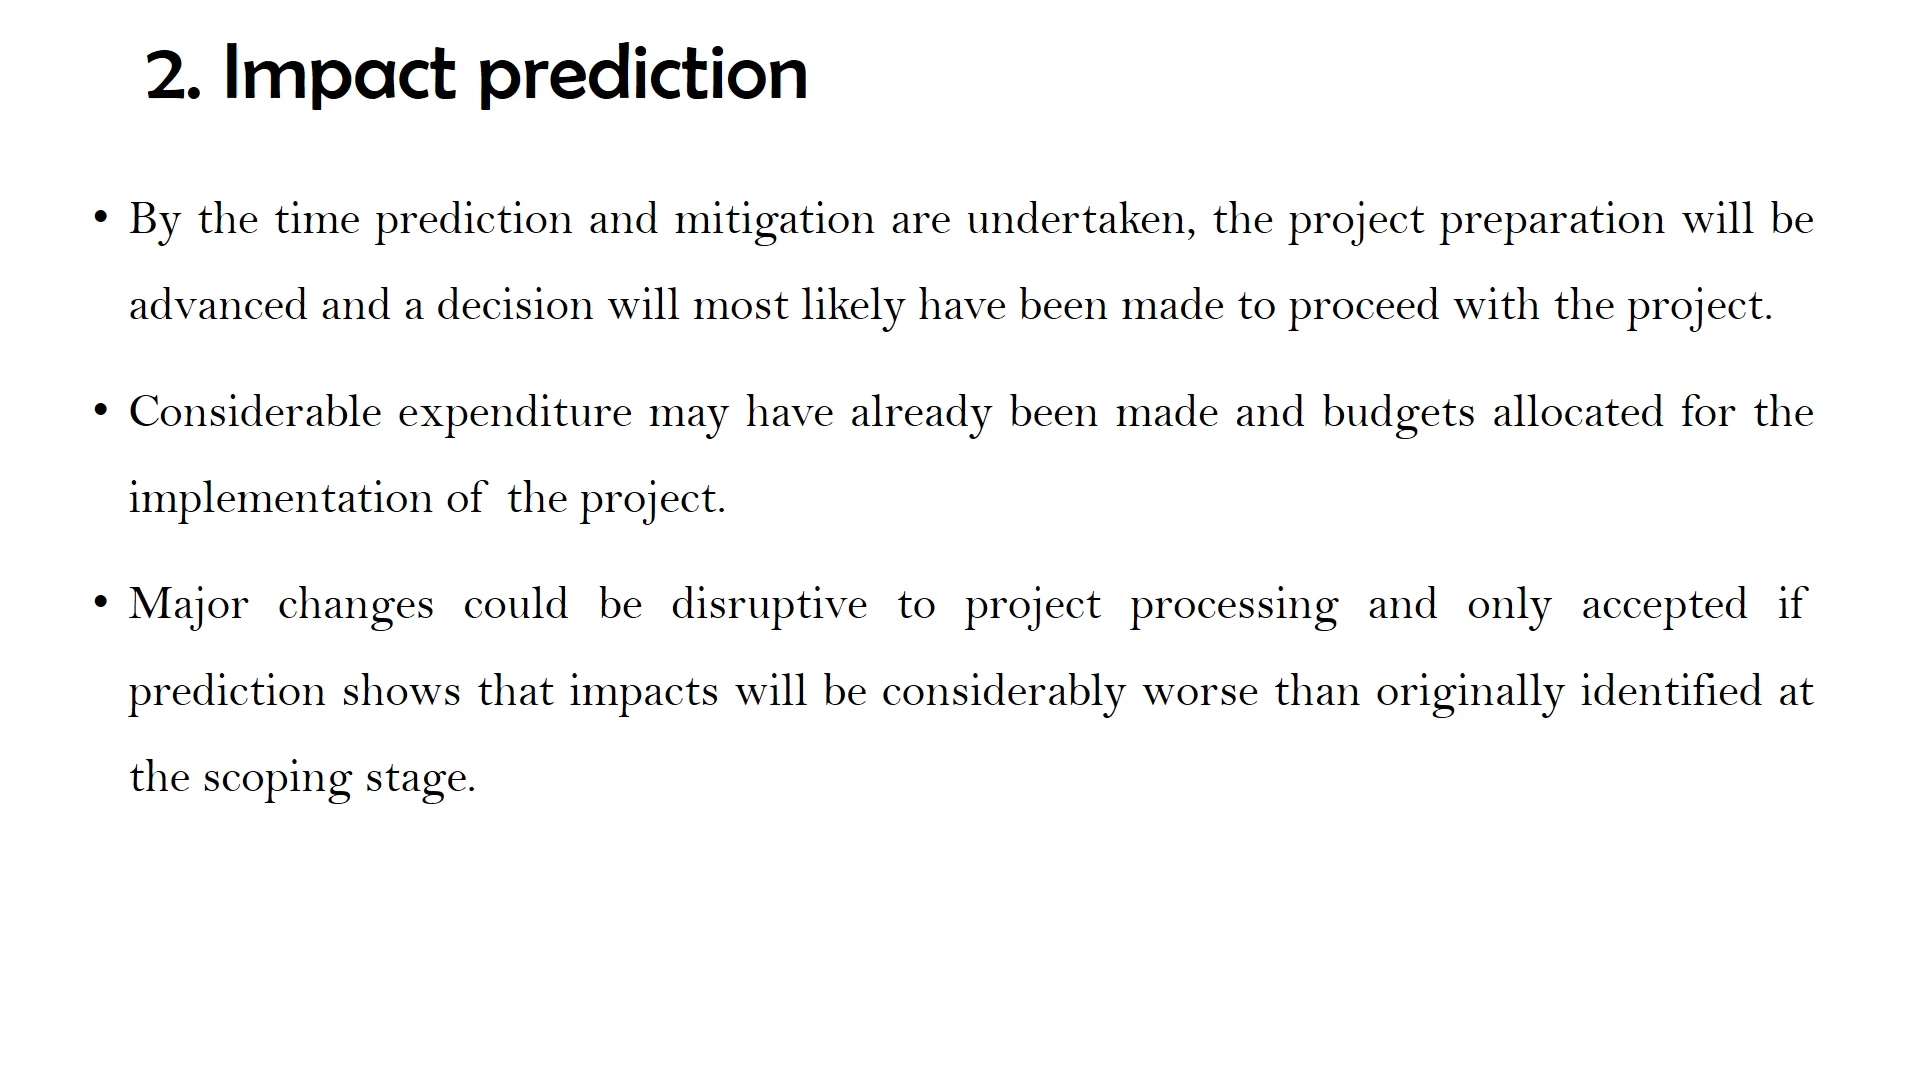 2. Impact prediction
• By the time prediction and mitigation are undertaken, the project preparation will be
advanced and a decision will most likely have been made to proceed with the project.
• Considerable expenditure may have already been made and budgets allocated for the
implementation of the project.
• Major changes could be disruptive to project processing and only accepted if
prediction shows that impacts will be considerably worse than originally identified at
the scoping stage.